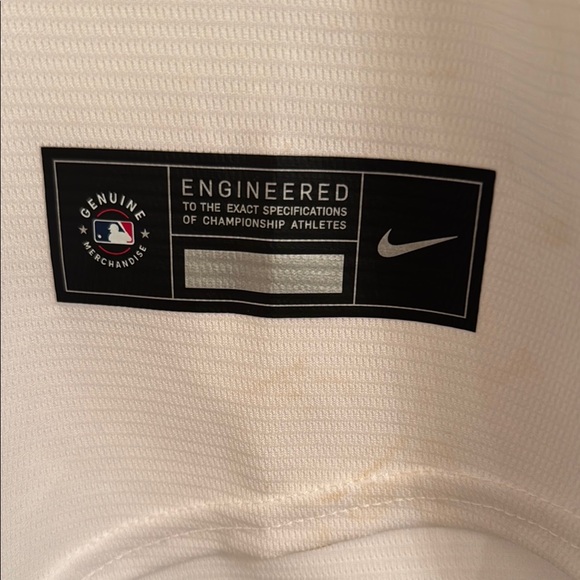 GENUINE
MERCHANDISE
ENGINEERED
TO THE EXACT SPECIFICATIONS
OF CHAMPIONSHIP ATHLETES